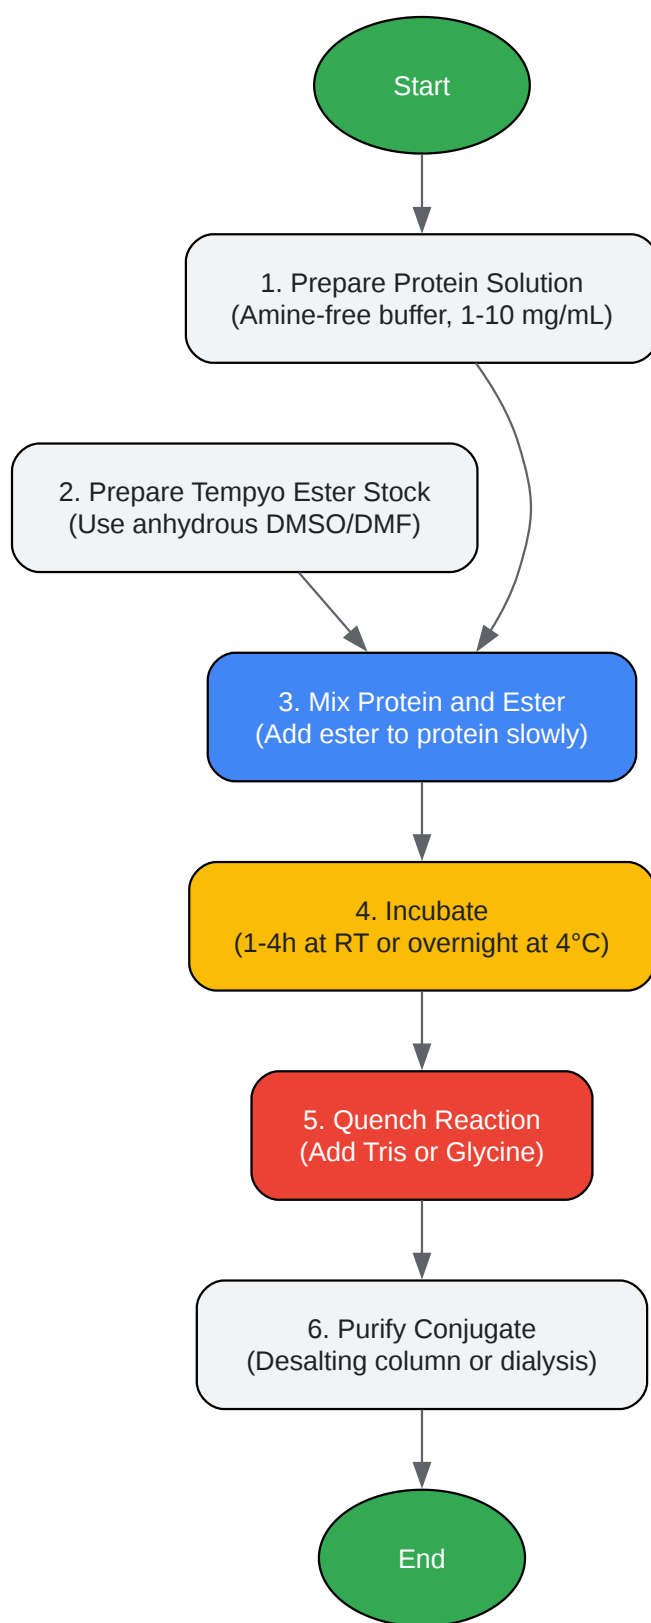 Start
1. Prepare Protein Solution
(Amine-free buffer, 1-10 mg/mL)
2. Prepare Tempyo Ester Stock
(Use anhydrous DMSO/DMF)
3. Mix Protein and Ester
(Add ester to protein slowly)
4. Incubate
(1-4h at RT or overnight at 4°C)
5. Quench Reaction
(Add Tris or Glycine)
6. Purify Conjugate
(Desalting column or dialysis)
End